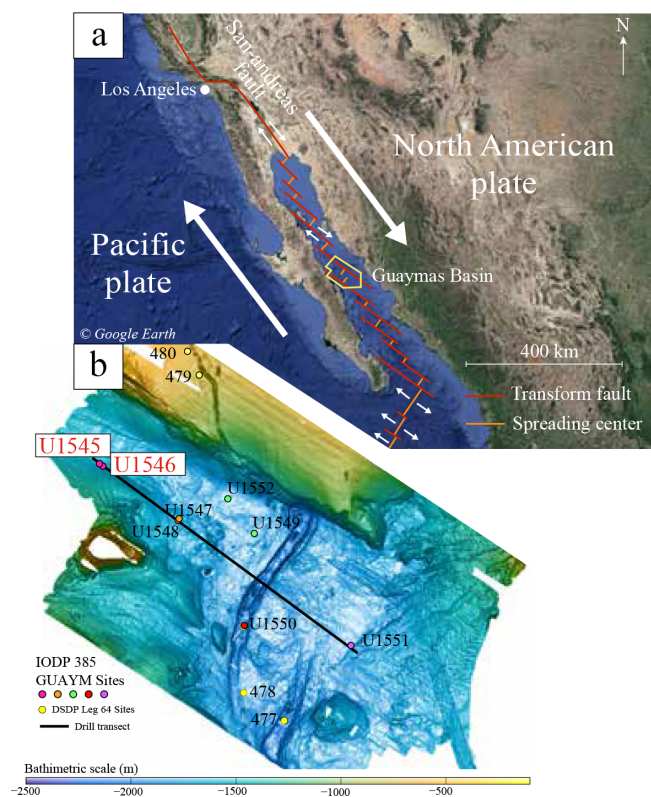 a
N
San-andreas
fault
Los Angeles
North American
plate
Pacific
plate
Guaymas Basin
© Google Earth
400 km
Transform fault
Spreading center
b
480
479
U1545
U1546
U1552
U1547
U1549
U1548
U1550
U1551
IODP 385
GUAYM Sites
DSDP Leg 64 Sites
Drill transect
478
477
Bathimetric scale (m)
−2500 −2000 −1500 −1000 −500